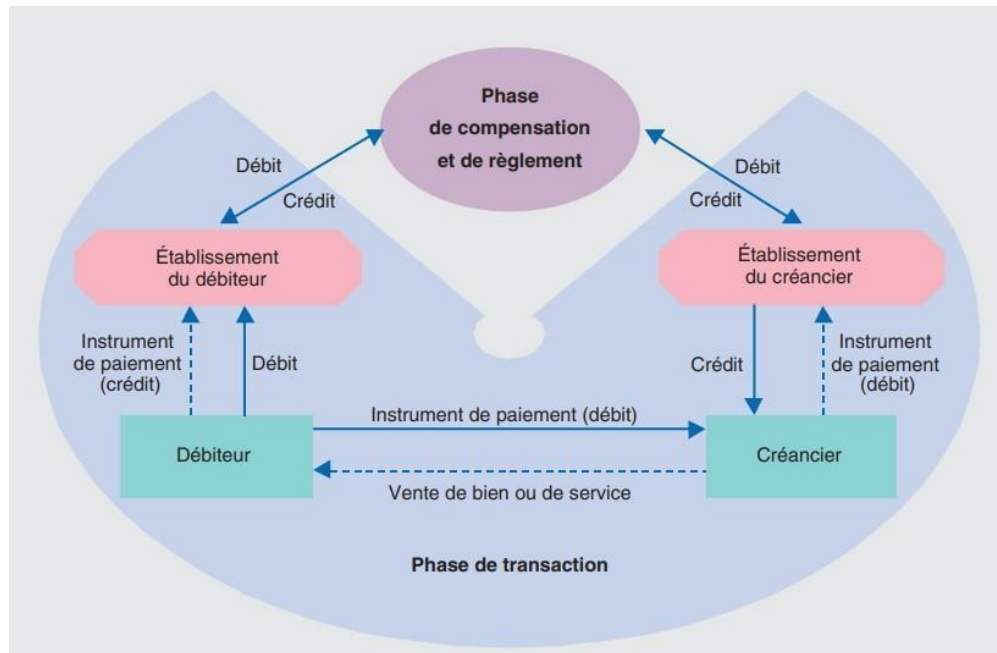 Phase
de compensation
et de règlement
Débit
Crédit
Débit
Crédit
Établissement
du débiteur
Établissement
du créancier
Instrument
de paiement
(crédit)
Débit
Crédit
Instrument
de paiement
(débit)
Instrument de paiement (débit)
Débiteur
Créancier
Vente de bien ou de service
Phase de transaction